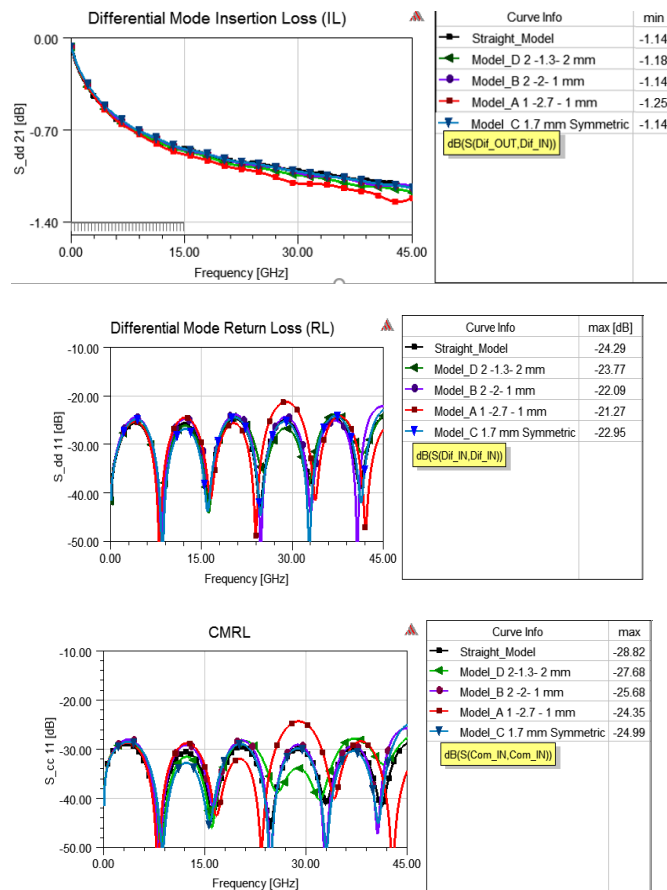 Differential Mode Insertion Loss (IL)
0.00
-0.70
-1.40
S_dd 21 [dB]
0.00 15.00 30.00 45.00
Frequency [GHz]
Curve Info min
Straight_Model -1.14
Model_D 2 -1.3- 2 mm -1.18
Model_B 2 -2- 1 mm -1.14
Model_A 1 -2.7 - 1 mm -1.25
Model_C 1.7 mm Symmetric -1.14
dB(S(Dif_OUT,Dif_IN))
Differential Mode Return Loss (RL)
-10.00
-20.00
-30.00
-40.00
-50.00
S_dd 11 [dB]
0.00 15.00 30.00 45.00
Frequency [GHz]
Curve Info max [dB]
Straight_Model -24.29
Model_D 2 -1.3- 2 mm -23.77
Model_B 2 -2- 1 mm -22.09
Model_A 1 -2.7 - 1 mm -21.27
Model_C 1.7 mm Symmetric -22.95
dB(S(Dif_IN,Dif_IN))
CMRL
-10.00
-20.00
-30.00
-40.00
-50.00
S_cc 11 [dB]
0.00 15.00 30.00 45.00
Frequency [GHz]
Curve Info max
Straight_Model -28.82
Model_D 2-1.3- 2 mm -27.68
Model_B 2 -2- 1 mm -25.68
Model_A 1 -2.7 - 1 mm -24.35
Model_C 1.7 mm Symmetric -24.99
dB(S(Com_IN,Com_IN))